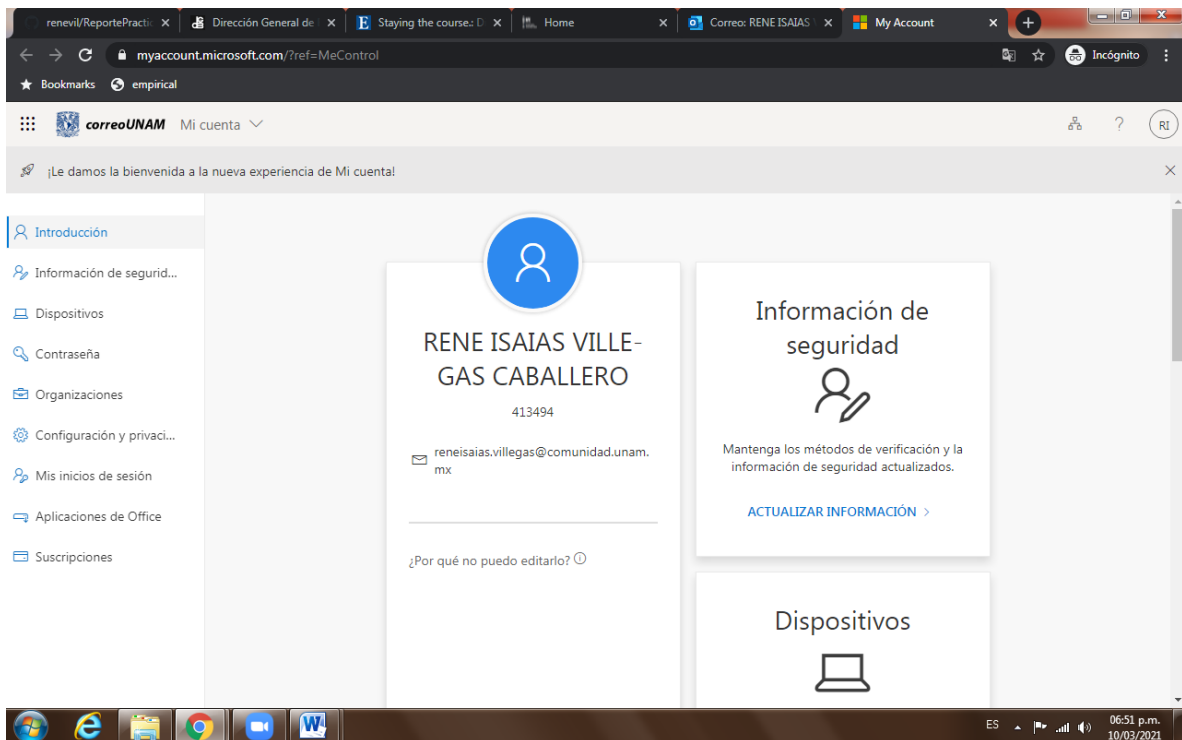 renevil/ReportePractic
Dirección General de
Staying the course.: D
Home
Correo: RENE ISAIAS
My Account
myaccount.microsoft.com/?ref=MeControl
Incógnito
Bookmarks
empirical
correoUNAM
Mi cuenta
?
RI
¡Le damos la bienvenida a la nueva experiencia de Mi cuenta!
Introducción
Información de segurid...
Dispositivos
Contraseña
Organizaciones
Configuración y privaci...
Mis inicios de sesión
Aplicaciones de Office
Suscripciones
RENE ISAIAS VILLE-
GAS CABALLERO
413494
reneisaias.villegas@comunidad.unam.
mx
¿Por qué no puedo editarlo?
Información de
seguridad
Mantenga los métodos de verificación y la
información de seguridad actualizados.
ACTUALIZAR INFORMACIÓN >
Dispositivos
ES
06:51 p.m.
10/03/2021